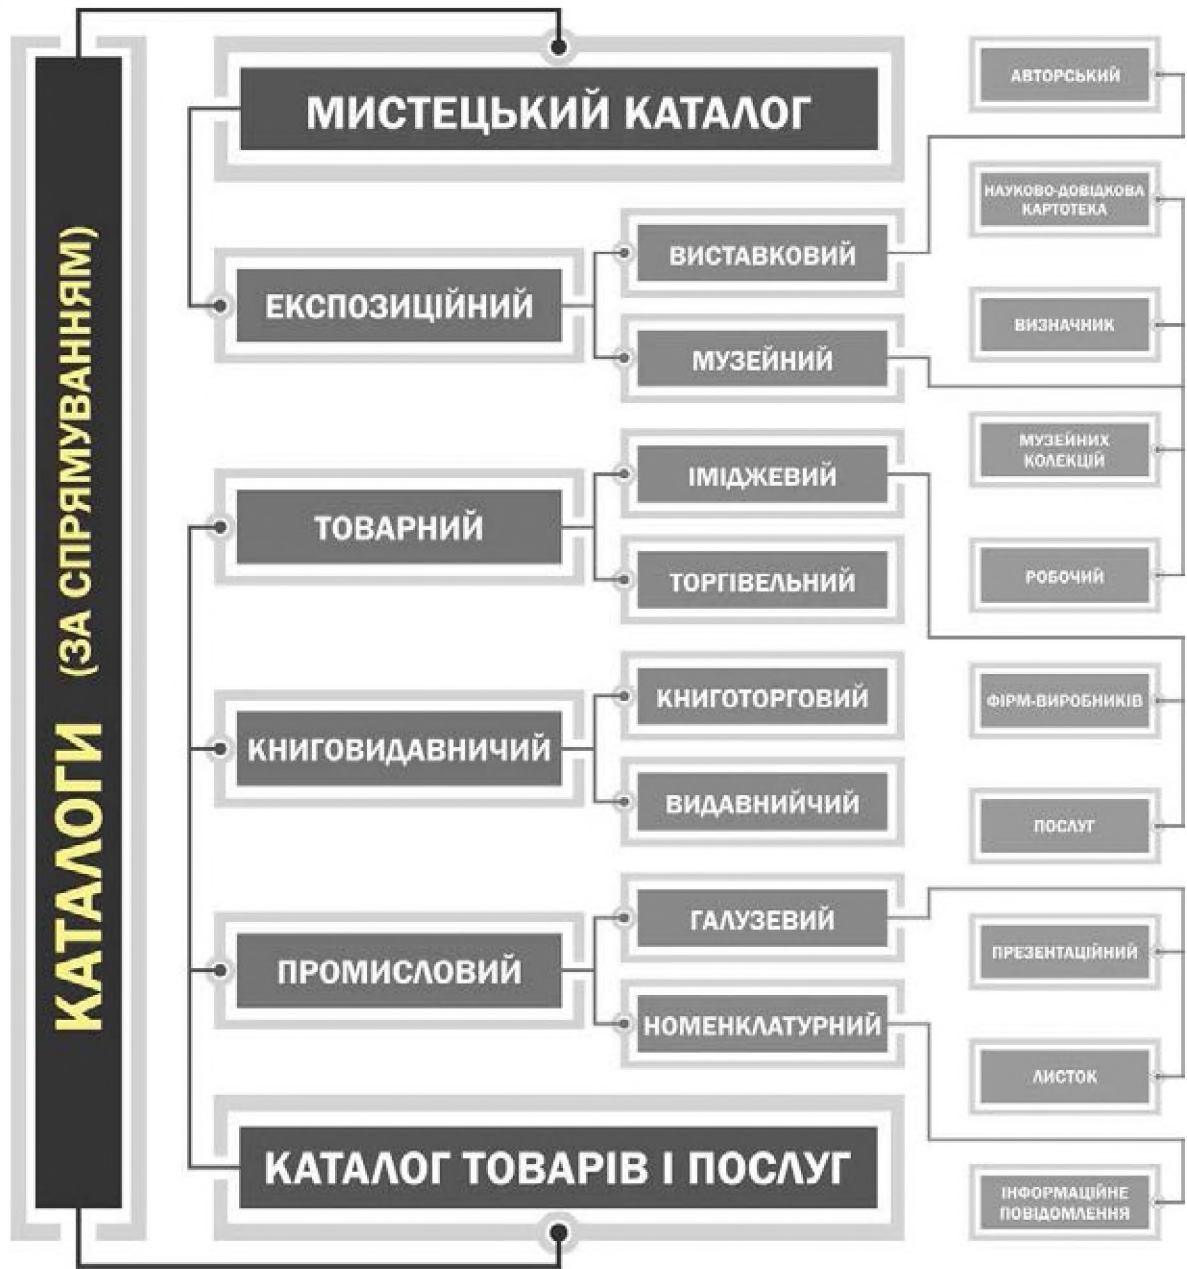 КАТАЛОГИ (ЗА СПРЯМУВАННЯМ)
МИСТЕЦЬКИЙ КАТАЛОГ
ЕКСПОЗИЦІЙНИЙ
ВИСТАВКОВИЙ
МУЗЕЙНИЙ
ТОВАРНИЙ
ІМІДЖЕВИЙ
ТОРГІВЕЛЬНИЙ
КНИГОВИДАВНИЧИЙ
КНИГОТОРГОВИЙ
ВИДАВНИЙЧИЙ
ПРОМИСЛОВИЙ
ГАЛУЗЕВИЙ
НОМЕНКЛАТУРНИЙ
КАТАЛОГ ТОВАРІВ І ПОСЛУГ
АВТОРСЬКИЙ
НАУКОВО-ДОВІДКОВА
КАРТОТЕКА
ВИЗНАЧНИК
МУЗЕЙНИХ
КОЛЕКЦІЙ
РОБОЧИЙ
ФІРМ-ВИРОБНИКІВ
ПОСЛУГ
ПРЕЗЕНТАЦІЙНИЙ
ЛИСТОК
ІНФОРМАЦІЙНЕ
ПОВІДОМЛЕННЯ